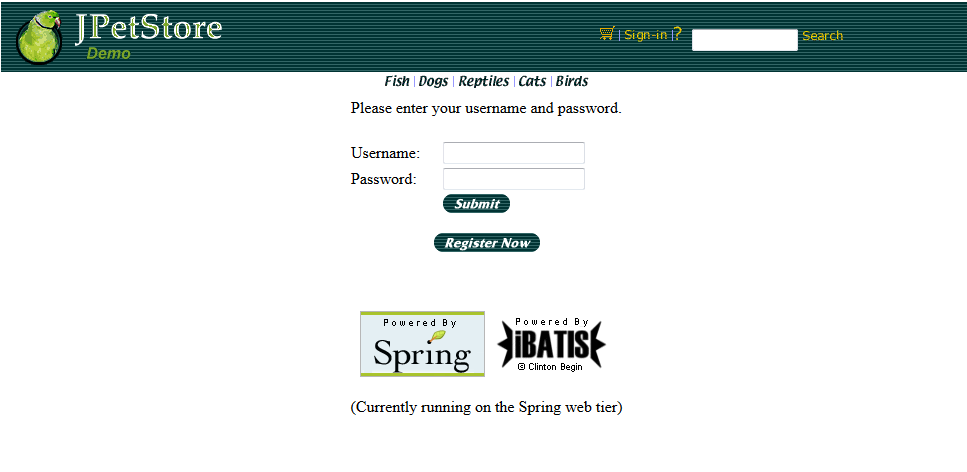 JPetStore
Demo
| Sign-in | ? Search
Fish | Dogs | Reptiles | Cats | Birds
Please enter your username and password.
Username:
Password:
Submit
Register Now
Powered By
Spring
Powered By
iBATIS
© Clinton Begin
(Currently running on the Spring web tier)